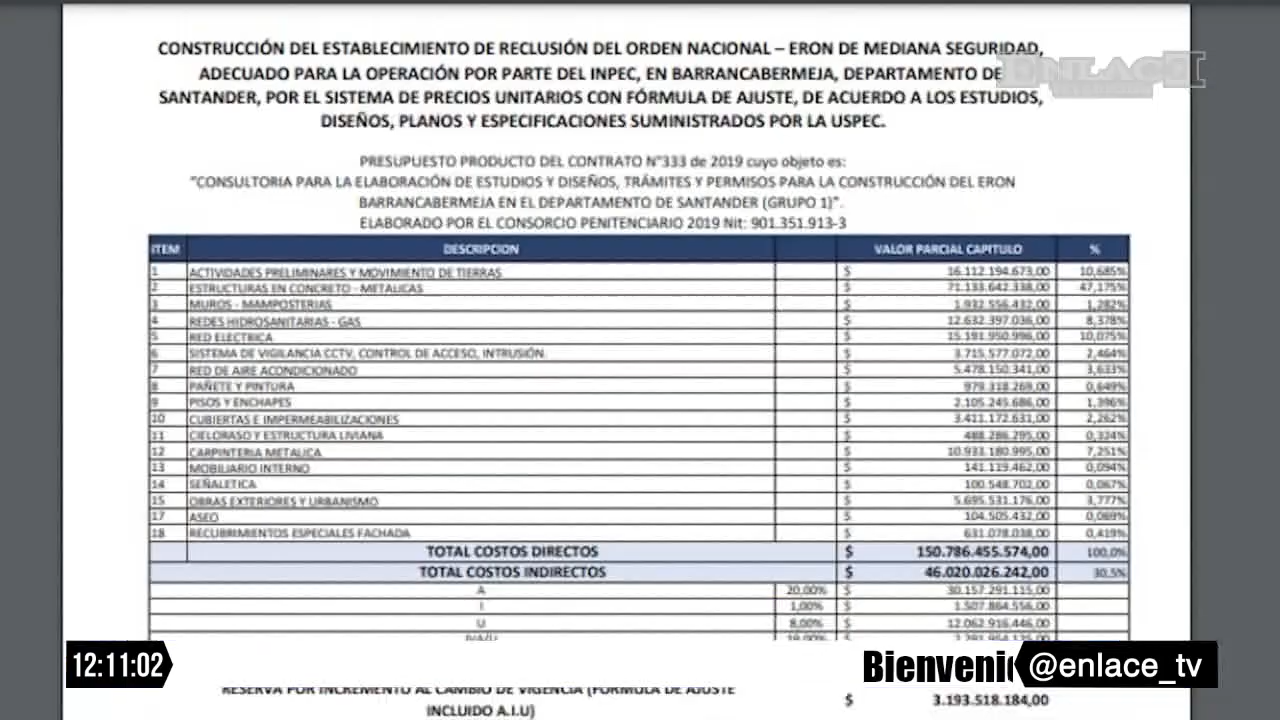 CONSTRUCCIÓN DEL ESTABLECIMIENTO DE RECLUSIÓN DEL ORDEN NACIONAL – ERON DE MEDIANA SEGURIDAD,
ADECUADO PARA LA OPERACIÓN POR PARTE DEL INPEC, EN BARRANCABERMEJA, DEPARTAMENTO DE
SANTANDER, POR EL SISTEMA DE PRECIOS UNITARIOS CON FÓRMULA DE AJUSTE, DE ACUERDO A LOS ESTUDIOS,
DISEÑOS, PLANOS Y ESPECIFICACIONES SUMINISTRADOS POR LA USPEC.
ENLACE
PRESUPUESTO PRODUCTO DEL CONTRATO N°333 de 2019 cuyo objeto es:
"CONSULTORIA PARA LA ELABORACIÓN DE ESTUDIOS Y DISEÑOS, TRÁMITES Y PERMISOS PARA LA CONSTRUCCIÓN DEL ERON
BARRANCABERMEJA EN EL DEPARTAMENTO DE SANTANDER (GRUPO 1)".
ELABORADO POR EL CONSORCIO PENITENCIARIO 2019 Nit: 901.351.913-3
ITEM DESCRIPCION VALOR PARCIAL CAPITULO %
1 ACTIVIDADES PRELIMINARES Y MOVIMIENTO DE TIERRAS $ 16.112.194.673,00 10,685%
2 ESTRUCTURAS EN CONCRETO - METALICAS $ 71.133.642.338,00 47,175%
3 MUROS - MAMPOSTERIAS $ 1.932.556.432,00 1,282%
4 REDES HIDROSANITARIAS - GAS $ 12.632.397.036,00 8,378%
5 RED ELECTRICA $ 15.191.950.996,00 10,075%
6 SISTEMA DE VIGILANCIA CCTV, CONTROL DE ACCESO, INTRUSIÓN. $ 3.715.577.072,00 2,464%
7 RED DE AIRE ACONDICIONADO $ 5.478.150.341,00 3,633%
8 PAÑETE Y PINTURA $ 979.318.269,00 0,649%
9 PISOS Y ENCHAPES $ 2.105.245.686,00 1,396%
10 CUBIERTAS E IMPERMEABILIZACIONES $ 3.411.172.631,00 2,262%
11 CIELORASO Y ESTRUCTURA LIVIANA $ 488.286.295,00 0,324%
12 CARPINTERIA METALICA $ 10.933.180.995,00 7,251%
13 MOBILIARIO INTERNO $ 141.119.462,00 0,094%
14 SEÑALETICA $ 100.548.702,00 0,067%
15 OBRAS EXTERIORES Y URBANISMO $ 5.695.531.176,00 3,777%
17 ASEO $ 104.505.432,00 0,069%
18 RECUBRIMIENTOS ESPECIALES FACHADA $ 631.078.038,00 0,419%
TOTAL COSTOS DIRECTOS $ 150.786.455.574,00 100,0%
TOTAL COSTOS INDIRECTOS $ 46.020.026.242,00 30,5%
A 20,00% $ 30.157.291.115,00
I 1,00% $ 1.507.864.556,00
U 8,00% $ 12.062.916.446,00
12:11:02
Bienveni
@enlace_tv
RESERVA POR INCREMENTO AL CAMBIO DE VIGENCIA (FORMULA DE AJUSTE
INCLUIDO A.I.U) $ 3.193.518.184,00